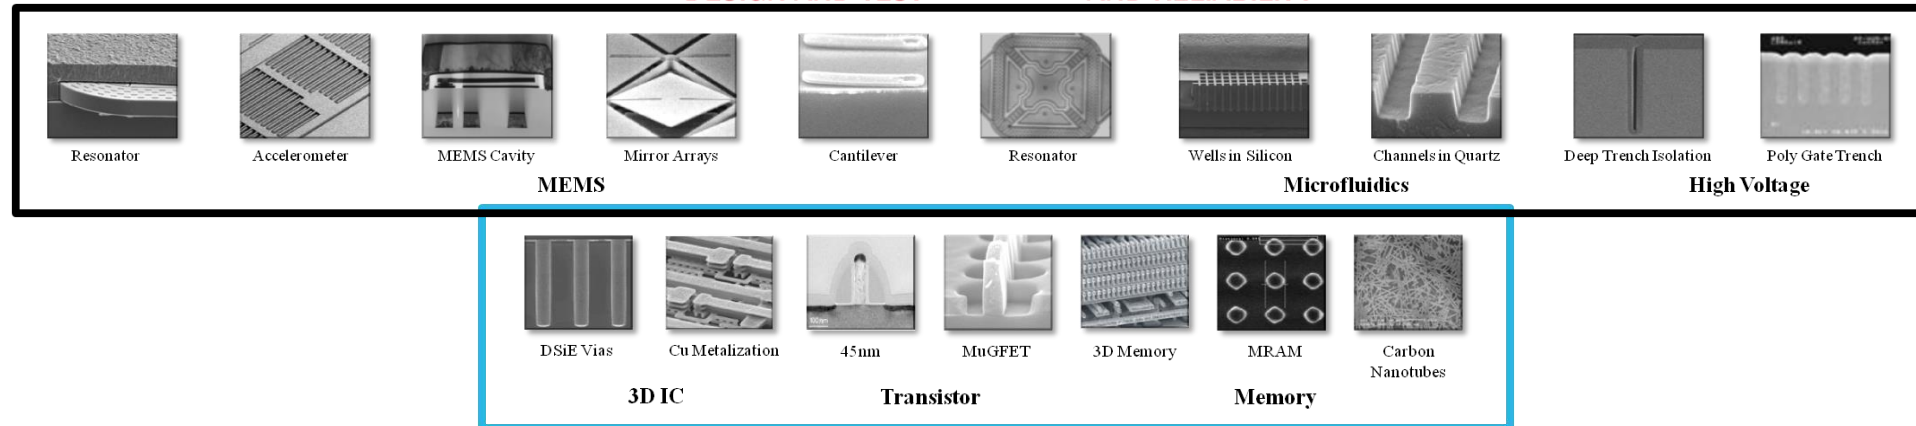 Resonator
Accelerometer
MEMS Cavity
Mirror Arrays
Cantilever
Resonator
Wells in Silicon
Channels in Quartz
Deep Trench Isolation
Poly Gate Trench
MEMS
Microfluidics
High Voltage
100nm
DSiE Vias
Cu Metalization
45nm
MuGFET
3D Memory
MRAM
Carbon
Nanotubes
3D IC
Transistor
Memory